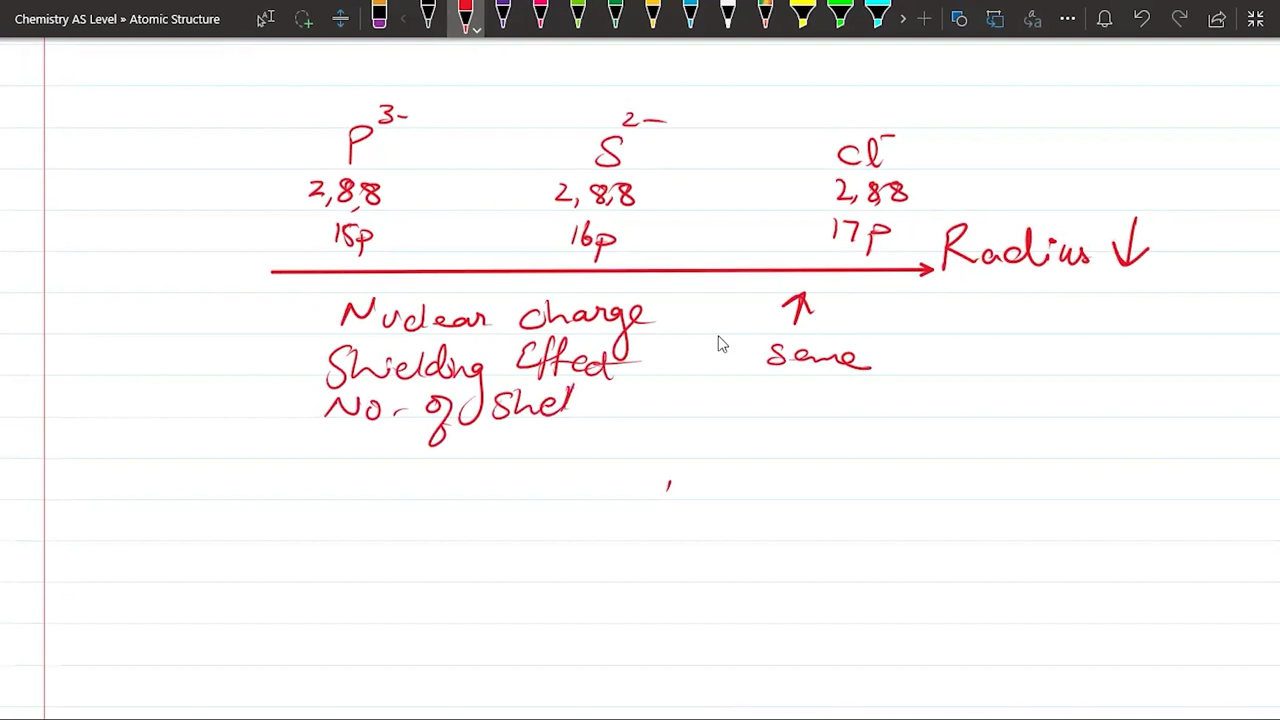 Chemistry AS Level » Atomic Structure
P³⁻ S²⁻ Cl⁻
2,8,8 2,8,8 2,8,8
15p 16p 17p
Radius ↓
Nuclear charge ↑
Shielding Effect same
No. of Shel